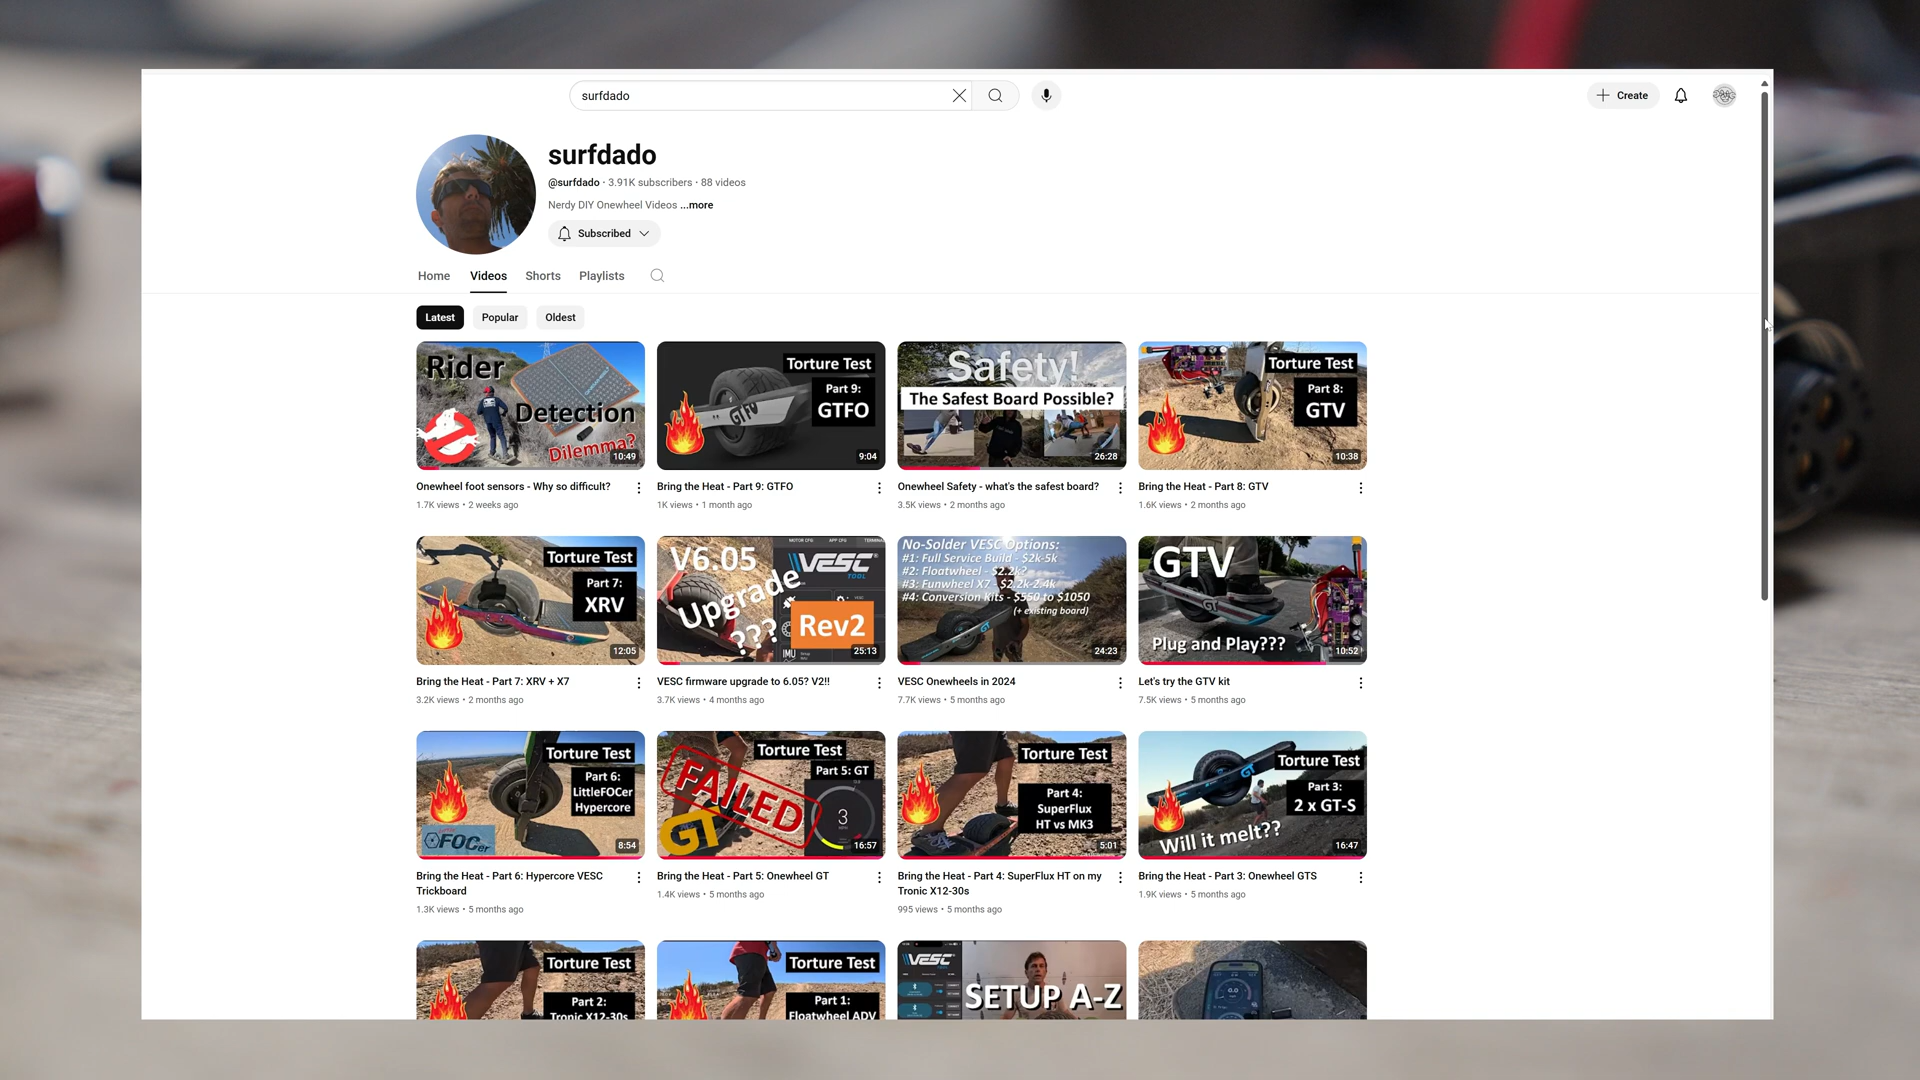 surfdado
Create
surfdado
@surfdado · 3.91K subscribers · 88 videos
Nerdy DIY Onewheel Videos ...more
Subscribed
Home Videos Shorts Playlists
Latest Popular Oldest
Rider
Detection
Dilemma?
10:49
Torture Test
Part 9:
GTFO
9:04
Safety!
The Safest Board Possible?
26:28
Torture Test
Part 8:
GTV
10:38
Onewheel foot sensors - Why so difficult?
1.7K views • 2 weeks ago
Bring the Heat - Part 9: GTFO
1K views • 1 month ago
Onewheel Safety - what's the safest board?
3.5K views • 2 months ago
Bring the Heat - Part 8: GTV
1.6K views • 2 months ago
Torture Test
Part 7:
XRV
12:05
V6.05
VESC
TOOL
Upgrade
???
Rev2
IMU
25:13
No-Solder VESC Options:
#1: Full Service Build - $2k-5k
#2: Floatwheel - $2.2k?
#3: Funwheel X7 - $2.2k-2.4k
#4: Conversion Kits - $550 to $1050
(+ existing board)
24:23
GTV
Plug and Play???
10:52
Bring the Heat - Part 7: XRV + X7
3.2K views • 2 months ago
VESC firmware upgrade to 6.05? V2!!
3.7K views • 4 months ago
VESC Onewheels in 2024
7.7K views • 5 months ago
Let's try the GTV kit
7.5K views • 5 months ago
Torture Test
Part 6:
LittleFOCer
Hypercore
FOCer
8:54
Torture Test
Part 5: GT
FAILED
GT
3
16:57
Torture Test
Part 4:
SuperFlux
HT vs MK3
5:01
Torture Test
Part 3:
2 x GT-S
Will it melt??
16:47
Bring the Heat - Part 6: Hypercore VESC
Trickboard
1.3K views • 5 months ago
Bring the Heat - Part 5: Onewheel GT
1.4K views • 5 months ago
Bring the Heat - Part 4: SuperFlux HT on my
Tronic X12-30s
995 views • 5 months ago
Bring the Heat - Part 3: Onewheel GTS
1.9K views • 5 months ago
Torture Test
Part 2:
Tronic X12-30s
Torture Test
Part 1:
Floatwheel ADV
VESC
SETUP A-Z